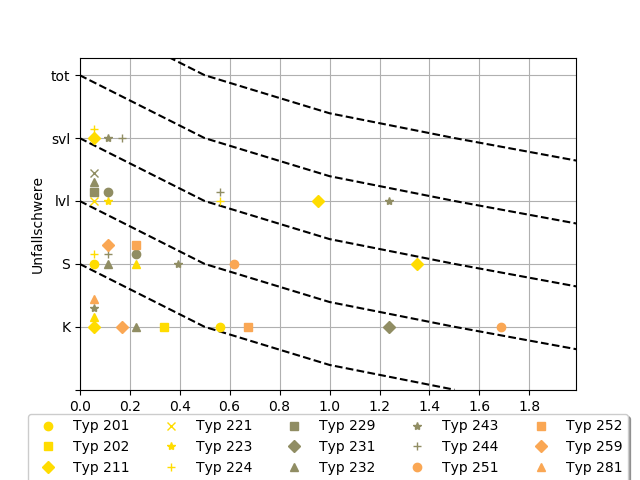 tot
svl
lvl
S
K
Unfallschwere
0.0 0.2 0.4 0.6 0.8 1.0 1.2 1.4 1.6 1.8
Typ 201 Typ 221 Typ 229 Typ 243 Typ 252
Typ 202 Typ 223 Typ 231 Typ 244 Typ 259
Typ 211 Typ 224 Typ 232 Typ 251 Typ 281